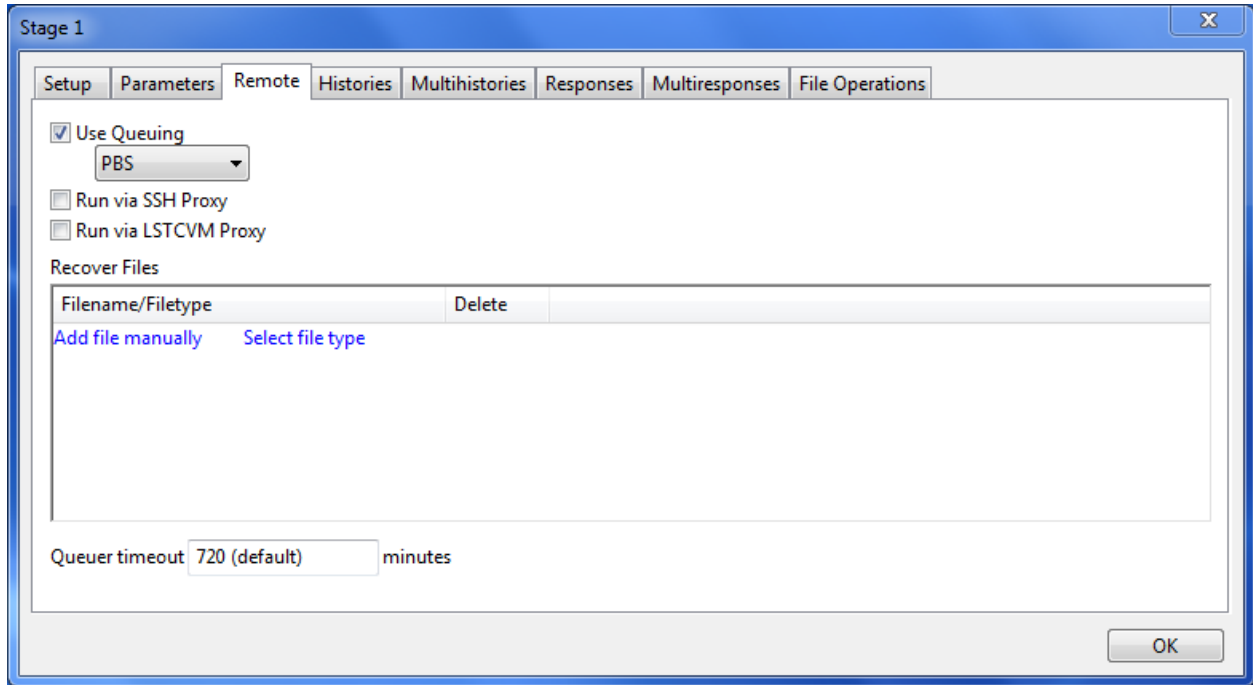 Stage 1
Setup Parameters Remote Histories Multihistories Responses Multiresponses File Operations
Use Queuing
PBS
Run via SSH Proxy
Run via LSTCVM Proxy
Recover Files
Filename/Filetype Delete
Add file manually Select file type
Queuer timeout 720 (default) minutes
OK